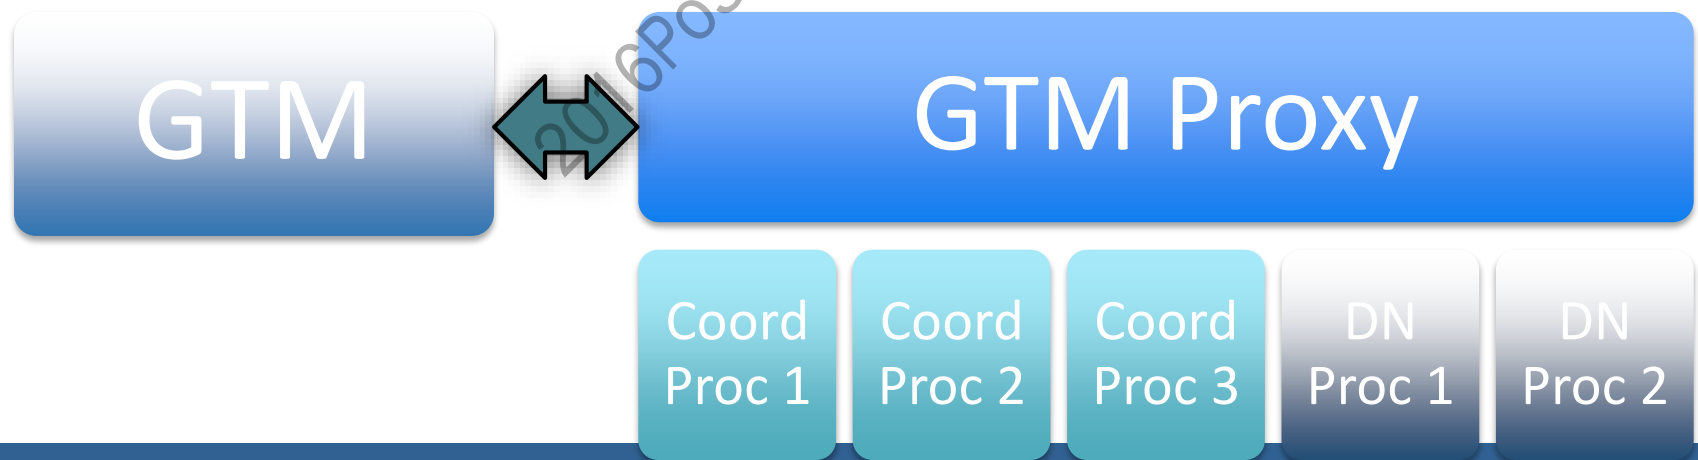 GTM
GTM Proxy
Coord
Proc 1
Coord
Proc 2
Coord
Proc 3
DN
Proc 1
DN
Proc 2